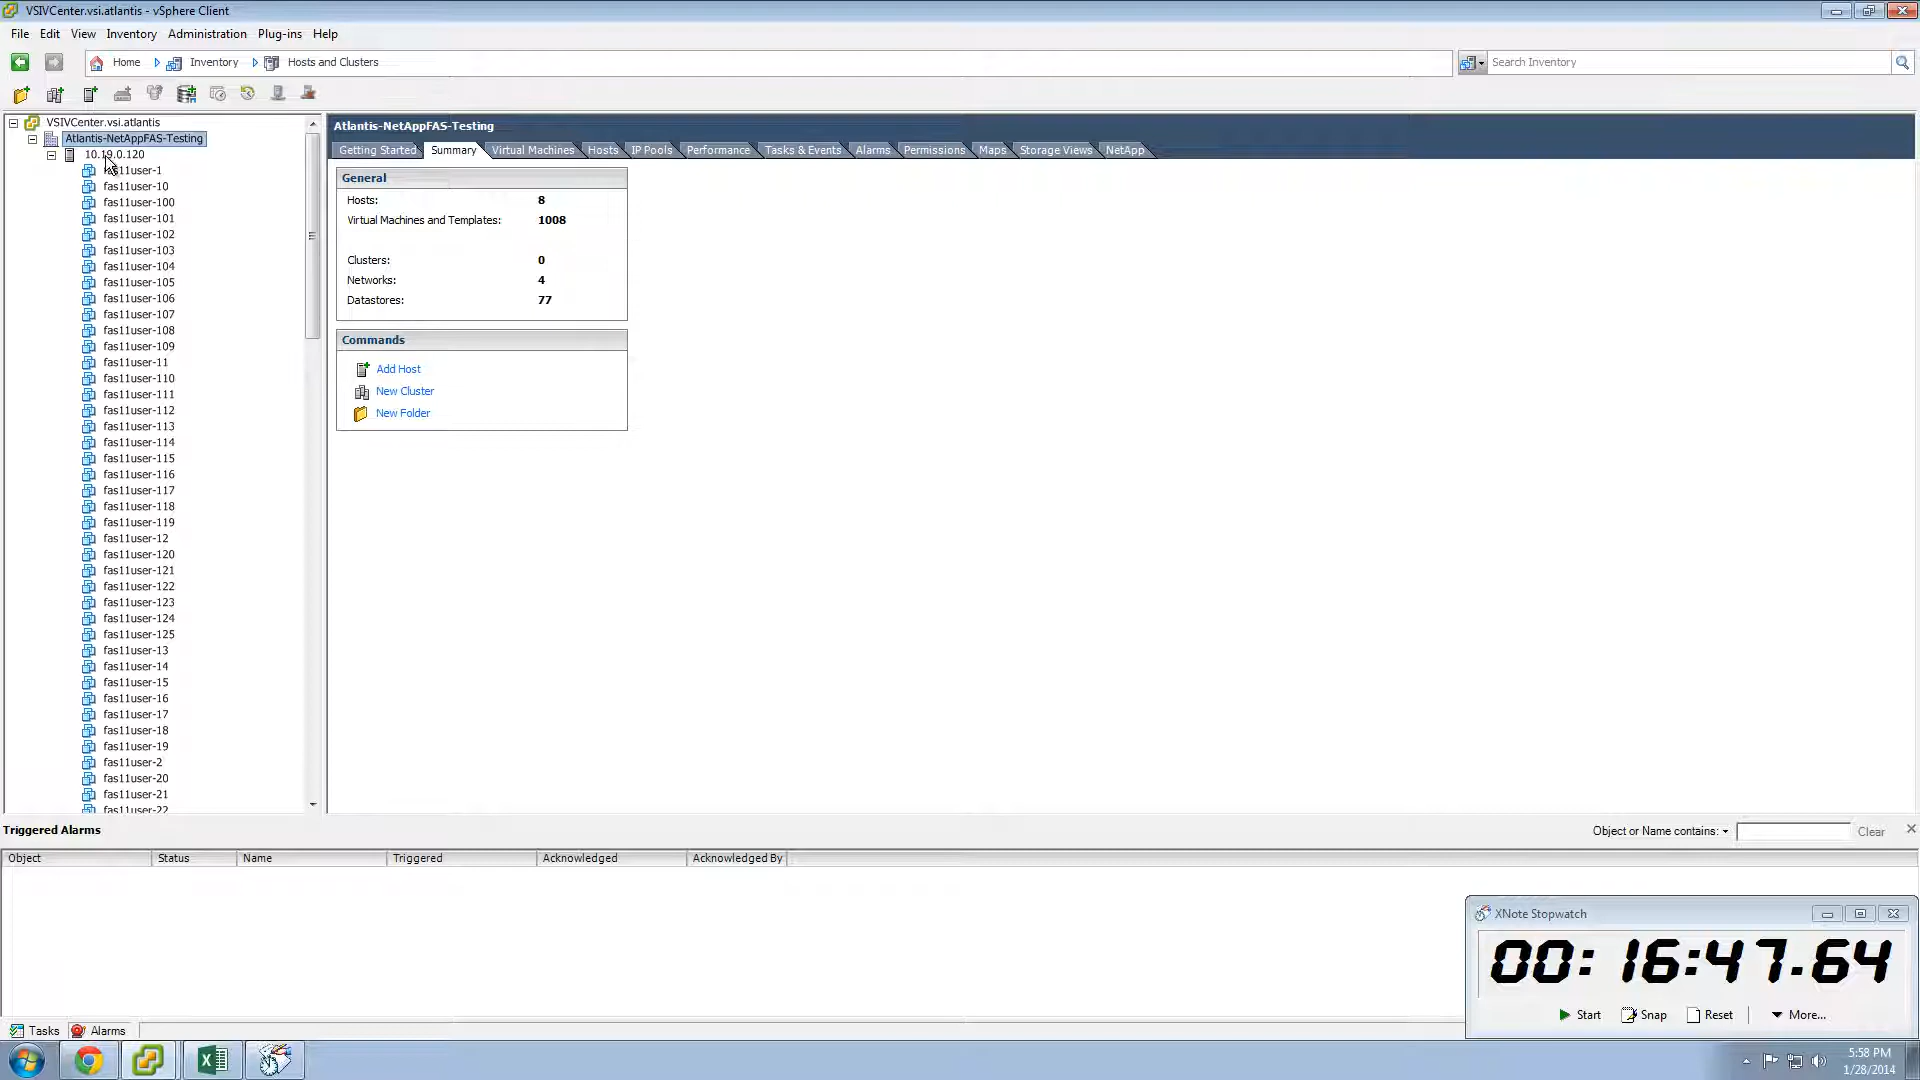 VSIVCenter.vsi.atlantis - vSphere Client
File Edit View Inventory Administration Plug-ins Help
Home Inventory Hosts and Clusters Search Inventory
VSIVCenter.vsi.atlantis
Atlantis-NetAppFAS-Testing
10.19.0.120
fas11user-1
fas11user-10
fas11user-100
fas11user-101
fas11user-102
fas11user-103
fas11user-104
fas11user-105
fas11user-106
fas11user-107
fas11user-108
fas11user-109
fas11user-11
fas11user-110
fas11user-111
fas11user-112
fas11user-113
fas11user-114
fas11user-115
fas11user-116
fas11user-117
fas11user-118
fas11user-119
fas11user-12
fas11user-120
fas11user-121
fas11user-122
fas11user-123
fas11user-124
fas11user-125
fas11user-13
fas11user-14
fas11user-15
fas11user-16
fas11user-17
fas11user-18
fas11user-19
fas11user-2
fas11user-20
fas11user-21
fas11user-22
Atlantis-NetAppFAS-Testing
Getting Started Summary Virtual Machines Hosts IP Pools Performance Tasks & Events Alarms Permissions Maps Storage Views NetApp
General
Hosts: 8
Virtual Machines and Templates: 1008
Clusters: 0
Networks: 4
Datastores: 77
Commands
Add Host
New Cluster
New Folder
Triggered Alarms Object or Name contains: Clear
Object Status Name Triggered Acknowledged Acknowledged By
XNote Stopwatch
00:16:47.64
Start Snap Reset More...
Tasks Alarms
5:58 PM
1/28/2014